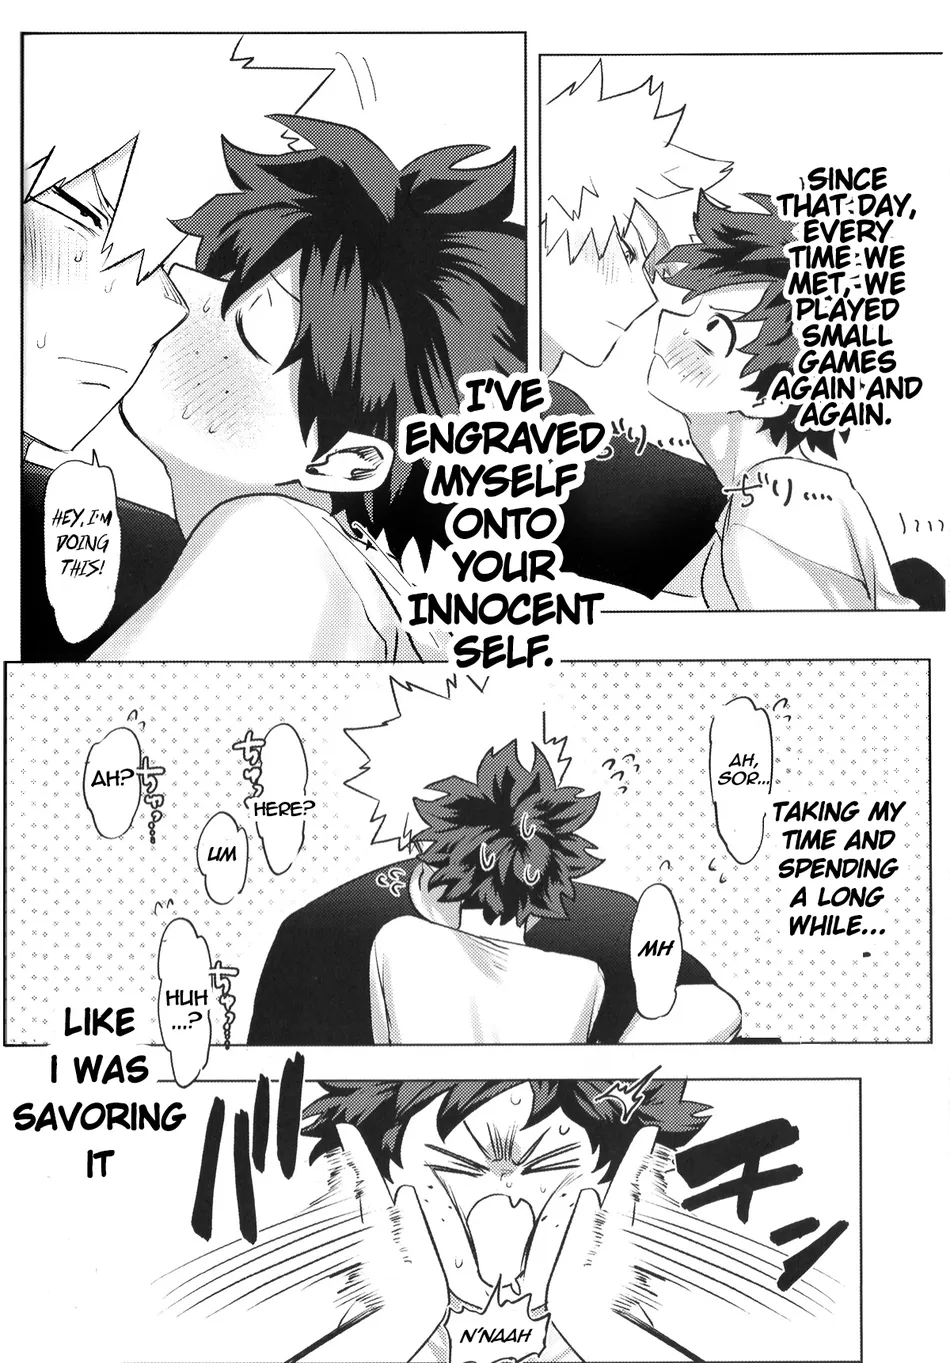 SINCE
THAT DAY,
EVERY
TIME WE
MET, WE
PLAYED
SMALL
GAMES
AGAIN AND
AGAIN.
I'VE
ENGRAVED
MYSELF
ONTO
YOUR
INNOCENT
SELF.
HEY, I'M
DOING
THIS!
AH,
SOR...
TAKING MY
TIME AND
SPENDING
A LONG
WHILE...
HERE?
AH?
UM
MH
HUH
...?
LIKE
I WAS
SAVORING
IT
N'NAAH